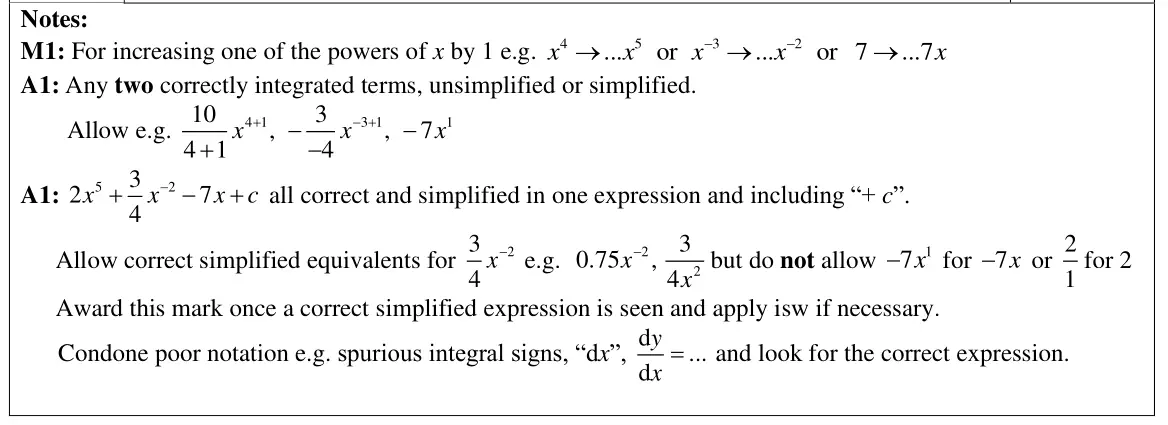 Notes:
M1: For increasing one of the powers of x by 1 e.g. x⁴ → ...x⁵ or x⁻³ → ...x⁻² or 7 → ...7x
A1: Any two correctly integrated terms, unsimplified or simplified.
Allow e.g. 10/(4+1) x⁴⁺¹, − 3/(−4) x⁻³⁺¹, − 7x¹
A1: 2x⁵ + 3/4 x⁻² − 7x + c all correct and simplified in one expression and including “+ c”.
Allow correct simplified equivalents for 3/4 x⁻² e.g. 0.75x⁻², 3/(4x²) but do not allow −7x¹ for −7x or 2/1 for 2
Award this mark once a correct simplified expression is seen and apply isw if necessary.
Condone poor notation e.g. spurious integral signs, “dx”, dy/dx = ... and look for the correct expression.